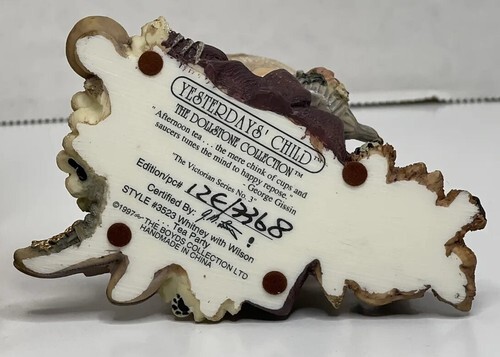 YESTERDAYS' CHILD™
THE DOLLSTONE COLLECTION™
"Afternoon tea . . . the mere chink of cups and
saucers tunes the mind to happy repose."
- George Gissin
"The Victorian Series No. 3"
Edition/pc# 12E/3368
Certified By:
STYLE #3523 Whitney with Wilson
. . . Tea Party
©1997 THE BOYDS COLLECTION LTD
HANDMADE IN CHINA